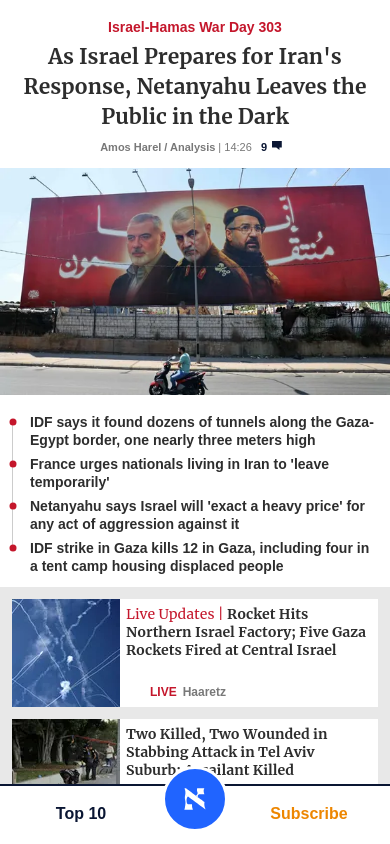 Israel-Hamas War Day 303
As Israel Prepares for Iran's
Response, Netanyahu Leaves the
Public in the Dark
Amos Harel / Analysis | 14:26 9
إنّا
مُنتقمون
IDF says it found dozens of tunnels along the Gaza-
Egypt border, one nearly three meters high
France urges nationals living in Iran to 'leave
temporarily'
Netanyahu says Israel will 'exact a heavy price' for
any act of aggression against it
IDF strike in Gaza kills 12 in Gaza, including four in
a tent camp housing displaced people
Live Updates | Rocket Hits
Northern Israel Factory; Five Gaza
Rockets Fired at Central Israel
LIVE Haaretz
Two Killed, Two Wounded in
Stabbing Attack in Tel Aviv
Suburb; Assailant Killed
Top 10
Subscribe